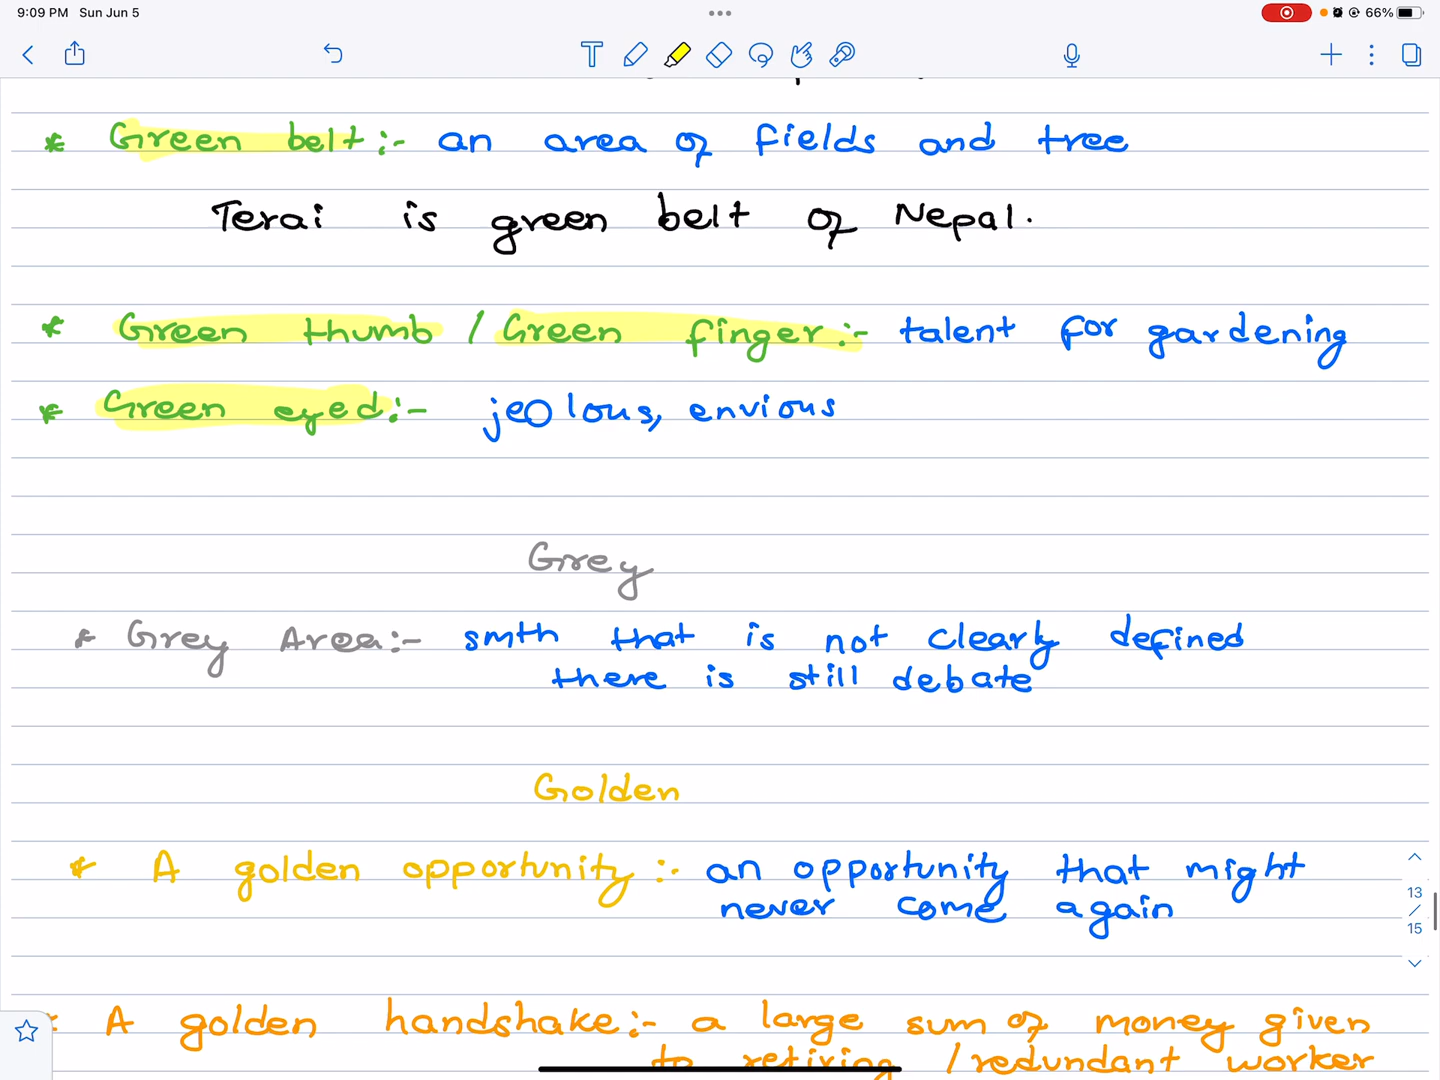 9:09 PM Sun Jun 5
66%
* Green belt:- an area of fields and tree
Terai is green belt of Nepal.
* Green thumb / Green finger:- talent for gardening
* Green eyed:- jealous, envious
Grey
* Grey Area:- smth that is not clearly defined
there is still debate
Golden
* A golden opportunity:- an opportunity that might
never come again
13
/
15
* A golden handshake:- a large sum of money given
to retiring /redundant worker